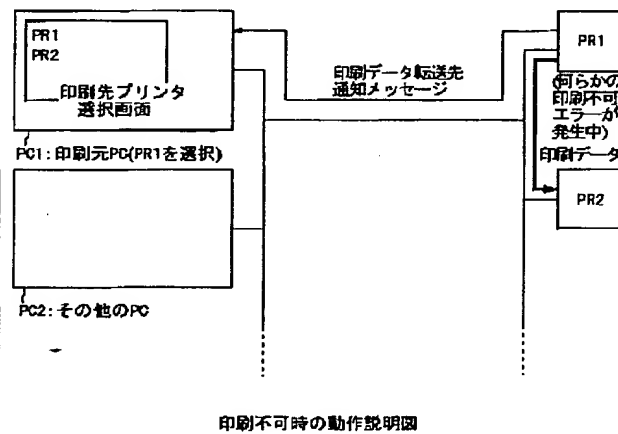 PR1
PR2
印刷先プリンタ
選択画面
PC1:印刷元PC(PR1を選択)
印刷データ転送先
通知メッセージ
PR1
(何らかの
印刷不可
エラーが
発生中)
印刷データ
PR2
PC2:その他のPC
印刷不可時の動作説明図